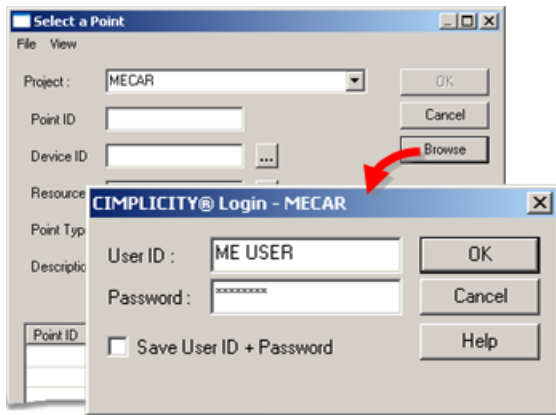 Select a Point
File View
Project : MECAR OK
Point ID Cancel
Device ID ... Browse
Resource
CIMPLICITY® Login - MECAR
Point Typ
User ID : ME USER OK
Descriptio
Password : ******** Cancel
Save User ID + Password Help
Point ID